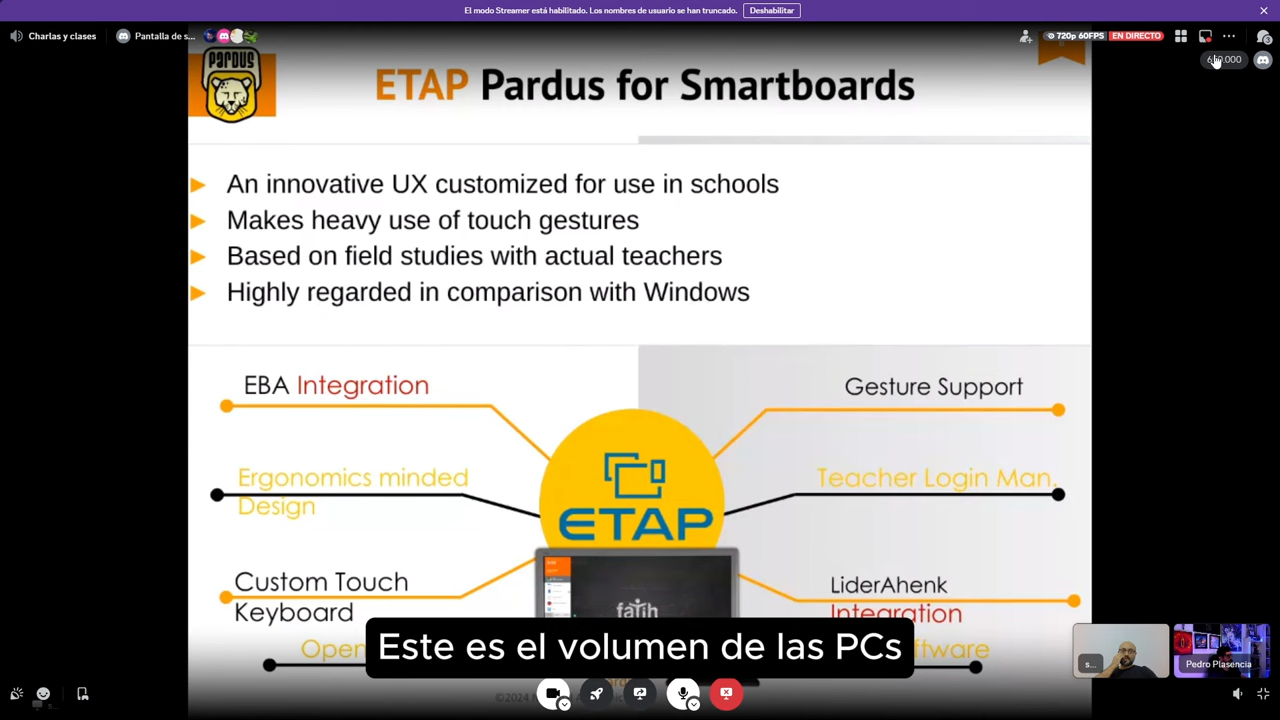 El modo Streamer está habilitado. Los nombres de usuario se han truncado.
Deshabilitar
Charlas y clases
Pantalla de s...
720p 60FPS
EN DIRECTO
PARDUS
ETAP Pardus for Smartboards
An innovative UX customized for use in schools
Makes heavy use of touch gestures
Based on field studies with actual teachers
Highly regarded in comparison with Windows
EBA Integration
Gesture Support
Ergonomics minded
Design
Teacher Login Man.
ETAP
Custom Touch
Keyboard
LiderAhenk
Integration
fatih
Open
Este es el volumen de las PCs
s...
Pedro Plasencia
©2024